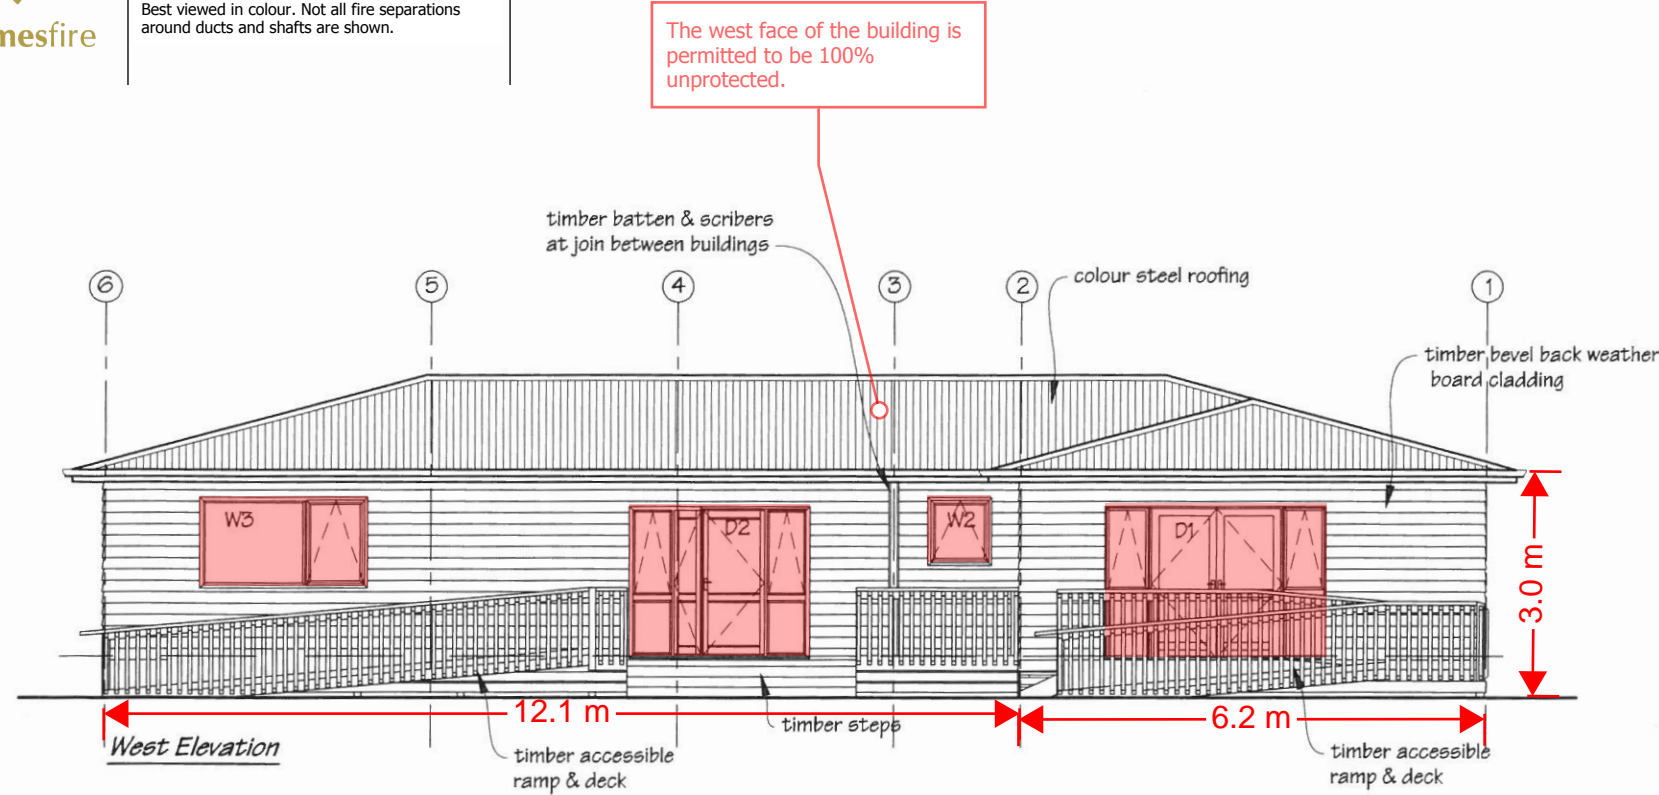 Best viewed in colour. Not all fire separations
around ducts and shafts are shown.
mesfire
The west face of the building is
permitted to be 100%
unprotected.
timber batten & scribers
at join between buildings
colour steel roofing
6
5
4
3
2
1
timber bevel back weather
board cladding
W3
D2
W2
D1
3.0 m
12.1 m
6.2 m
timber steps
West Elevation
timber accessible
ramp & deck
timber accessible
ramp & deck